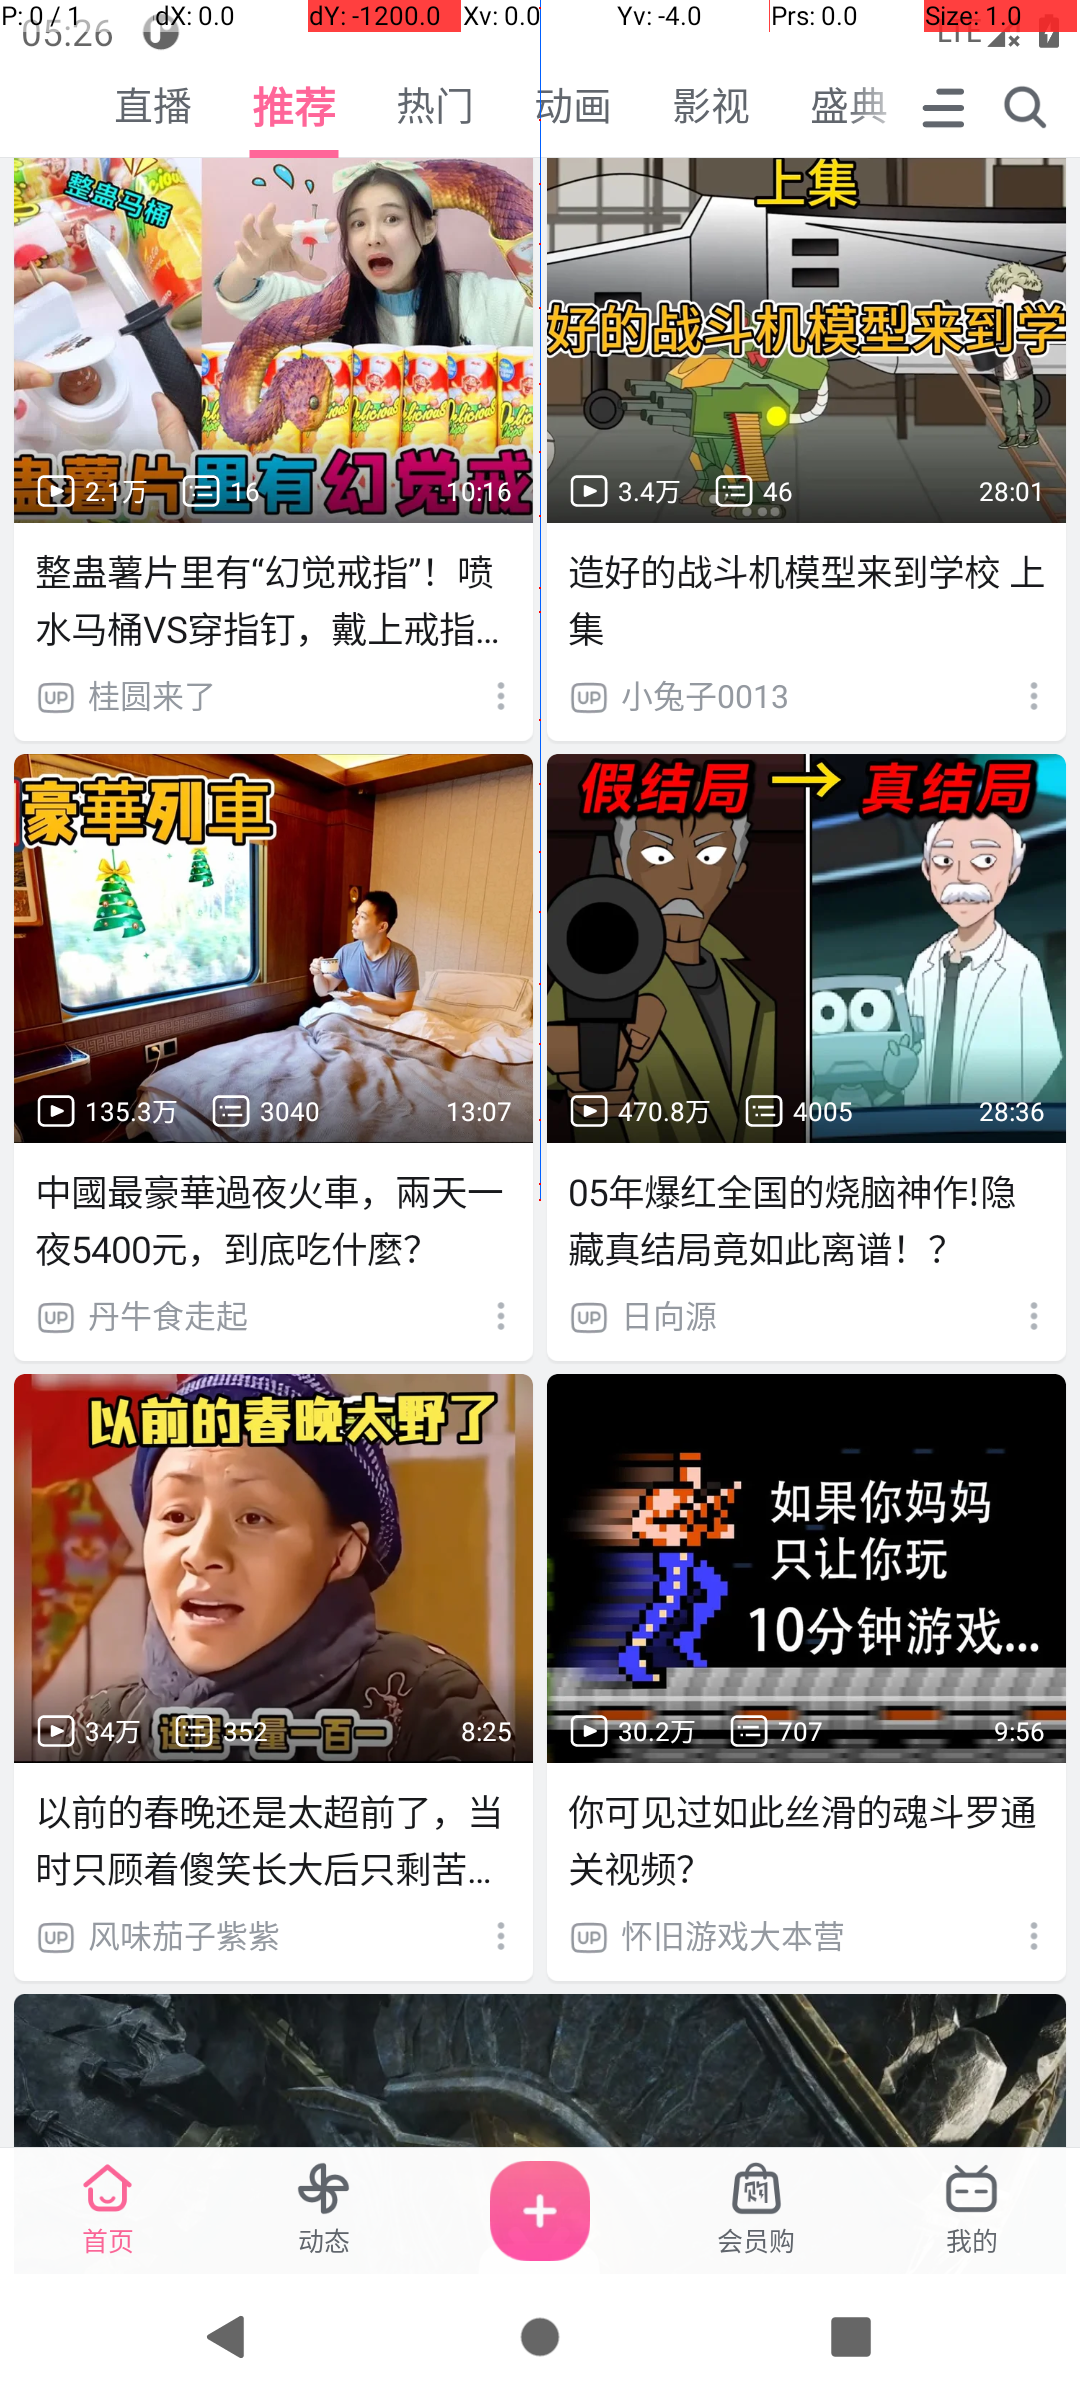 P: 0 / 1 dX: 0.0 dY: -1200.0 Xv: 0.0 Yv: -4.0 Prs: 0.0 Size: 1.0
05:26 LTE
直播 推荐 热门 动画 影视 盛典
整蛊马桶
蛊薯片里有幻觉戒
2.1万 16 10:16
整蛊薯片里有“幻觉戒指”！喷
水马桶VS穿指钉，戴上戒指...
UP 桂圆来了
上集
好的战斗机模型来到学
3.4万 46 28:01
造好的战斗机模型来到学校 上
集
UP 小兔子0013
豪華列車
135.3万 3040 13:07
中國最豪華過夜火車，兩天一
夜5400元，到底吃什麼？
UP 丹牛食走起
假结局 → 真结局
470.8万 4005 28:36
05年爆红全国的烧脑神作!隐
藏真结局竟如此离谱！？
UP 日向源
以前的春晚太野了
34万 352 8:25
以前的春晚还是太超前了，当
时只顾着傻笑长大后只剩苦...
UP 风味茄子紫紫
如果你妈妈
只让你玩
10分钟游戏...
30.2万 707 9:56
你可见过如此丝滑的魂斗罗通
关视频？
UP 怀旧游戏大本营
首页 动态 会员购 我的